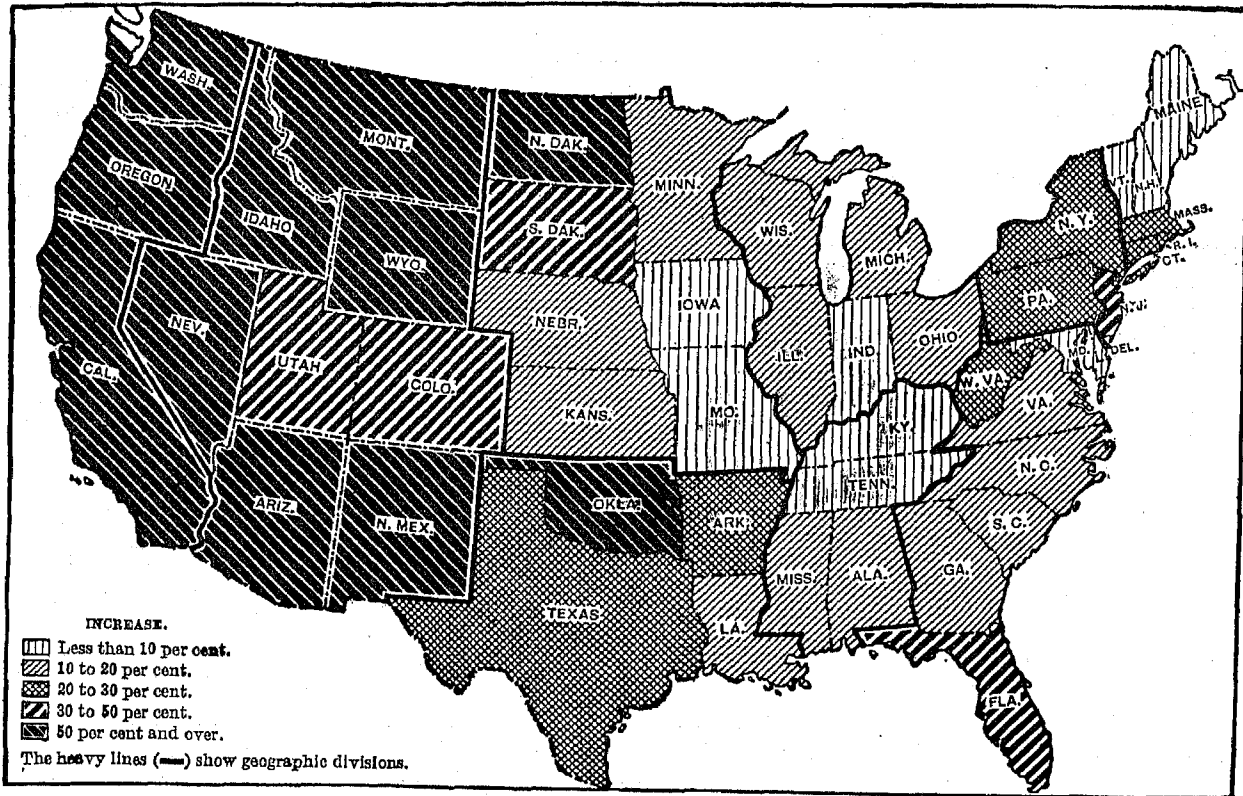 WASH.
MONT.
N. DAK.
MINN.
MAINE
OREGON
IDAHO
S. DAK.
WIS.
MICH.
VT.
N.H.
N.Y.
MASS.
R.I.
CT.
WYO.
NEBR.
IOWA
PA.
N.J.
NEV.
UTAH
COLO.
ILL.
IND.
OHIO
MD.
DEL.
CAL.
KANS.
MO.
W. VA.
VA.
KY.
N. C.
TENN.
ARIZ.
N. MEX.
OKLA.
ARK.
S. C.
MISS.
ALA.
GA.
TEXAS
LA.
FLA.
INCREASE.
Less than 10 per cent.
10 to 20 per cent.
20 to 30 per cent.
30 to 50 per cent.
50 per cent and over.
The heavy lines (▬) show geographic divisions.